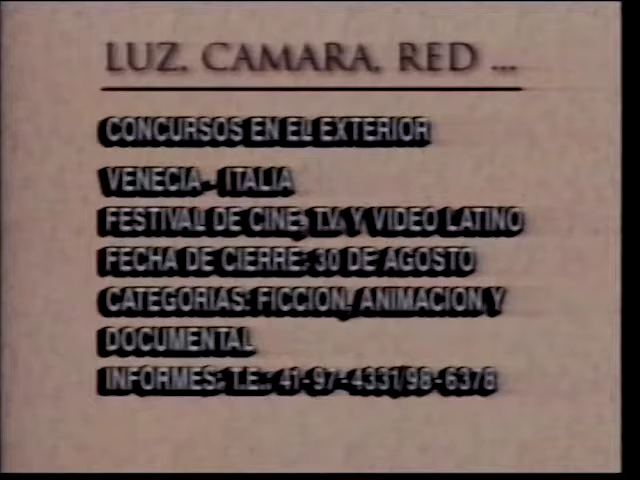 LUZ, CAMARA, RED ...
CONCURSOS EN EL EXTERIOR
VENECIA - ITALIA
FESTIVAL DE CINE, T.V. Y VIDEO LATINO
FECHA DE CIERRE: 30 DE AGOSTO
CATEGORIAS: FICCION, ANIMACION Y
DOCUMENTAL
INFORMES: T.E.: 41-97-4331/98-6378